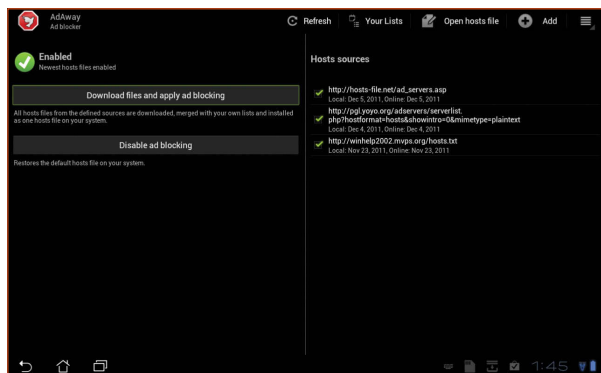 AdAway
Ad blocker
Refresh
Your Lists
Open hosts file
Add
Enabled
Newest hosts files enabled
Download files and apply ad blocking
All hosts files from the defined sources are downloaded, merged with your own lists and installed
as one hosts file on your system.
Disable ad blocking
Restores the default hosts file on your system.
Hosts sources
http://hosts-file.net/ad_servers.asp
Local: Dec 5, 2011, Online: Dec 5, 2011
http://pgl.yoyo.org/adservers/serverlist.
php?hostformat=hosts&showintro=0&mimetype=plaintext
Local: Dec 4, 2011, Online: Dec 4, 2011
http://winhelp2002.mvps.org/hosts.txt
Local: Nov 23, 2011, Online: Nov 23, 2011
1:45